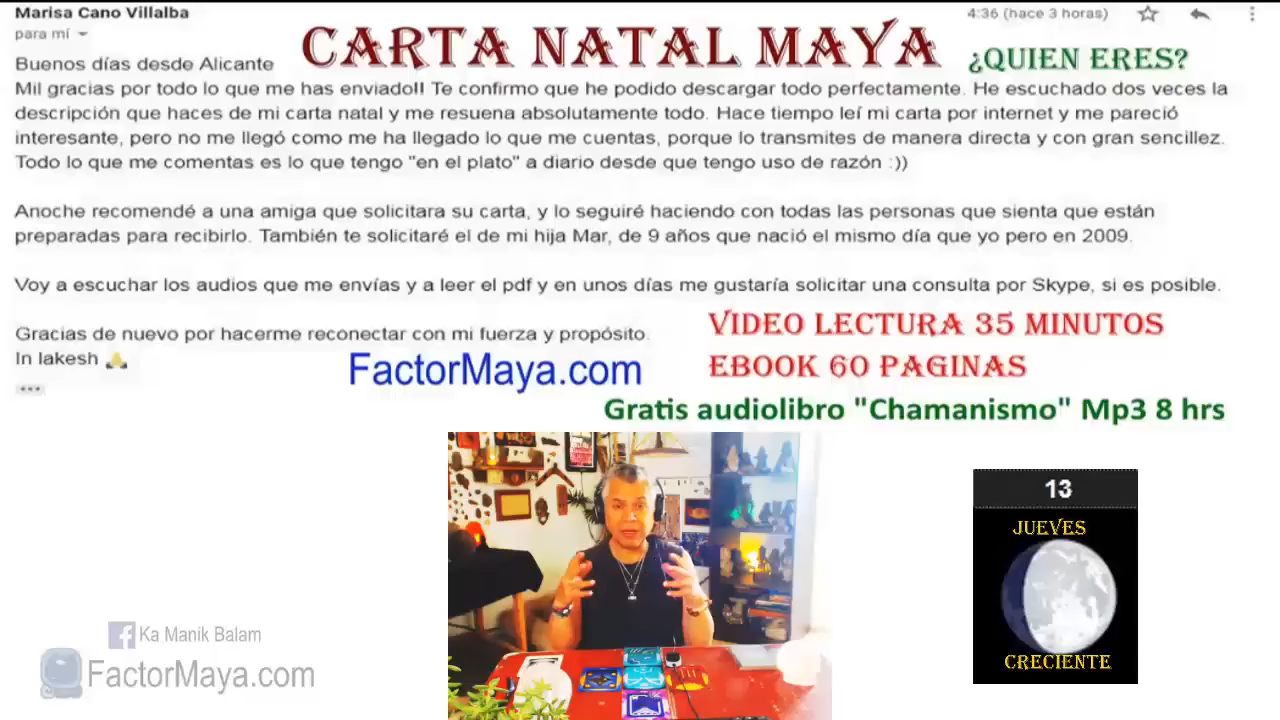 Marisa Cano Villalba
4:36 (hace 3 horas)
para mí
CARTA NATAL MAYA
¿QUIEN ERES?
Buenos días desde Alicante
Mil gracias por todo lo que me has enviado!! Te confirmo que he podido descargar todo perfectamente. He escuchado dos veces la
descripción que haces de mi carta natal y me resuena absolutamente todo. Hace tiempo leí mi carta por internet y me pareció
interesante, pero no me llegó como me ha llegado lo que me cuentas, porque lo transmites de manera directa y con gran sencillez.
Todo lo que me comentas es lo que tengo "en el plato" a diario desde que tengo uso de razón :))
Anoche recomendé a una amiga que solicitara su carta, y lo seguiré haciendo con todas las personas que sienta que están
preparadas para recibirlo. También te solicitaré el de mi hija Mar, de 9 años que nació el mismo día que yo pero en 2009.
Voy a escuchar los audios que me envías y a leer el pdf y en unos días me gustaría solicitar una consulta por Skype, si es posible.
Gracias de nuevo por hacerme reconectar con mi fuerza y propósito.
In lakesh 🙏
VIDEO LECTURA 35 MINUTOS
EBOOK 60 PAGINAS
FactorMaya.com
Gratis audiolibro "Chamanismo" Mp3 8 hrs
13
JUEVES
CRECIENTE
Ka Manik Balam
FactorMaya.com